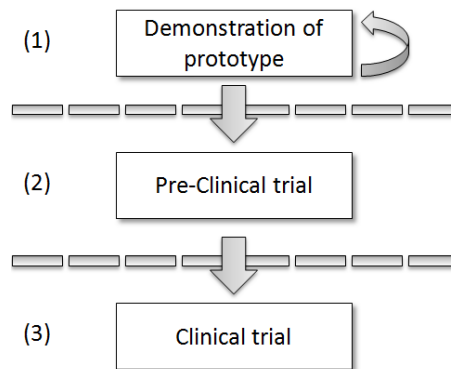 (1)
Demonstration of
prototype
(2)
Pre-Clinical trial
(3)
Clinical trial